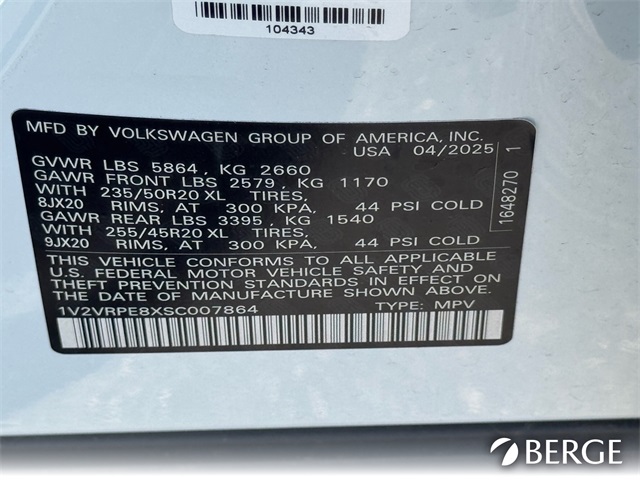 104343
MFD BY VOLKSWAGEN GROUP OF AMERICA, INC.
USA 04/2025
GVWR LBS 5864, KG 2660
GAWR FRONT LBS 2579, KG 1170
WITH 235/50R20 XL TIRES,
8JX20 RIMS, AT 300 KPA, 44 PSI COLD
GAWR REAR LBS 3395, KG 1540
WITH 255/45R20 XL TIRES,
9JX20 RIMS, AT 300 KPA, 44 PSI COLD
THIS VEHICLE CONFORMS TO ALL APPLICABLE
U.S. FEDERAL MOTOR VEHICLE SAFETY AND
THEFT PREVENTION STANDARDS IN EFFECT ON
THE DATE OF MANUFACTURE SHOWN ABOVE.
1V2VRPE8XSC007864 TYPE: MPV
1648270 1
BERGE